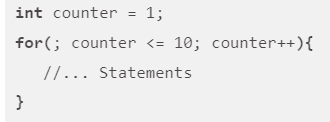 int counter = 1;
for(; counter <= 10; counter++){
//... Statements
}